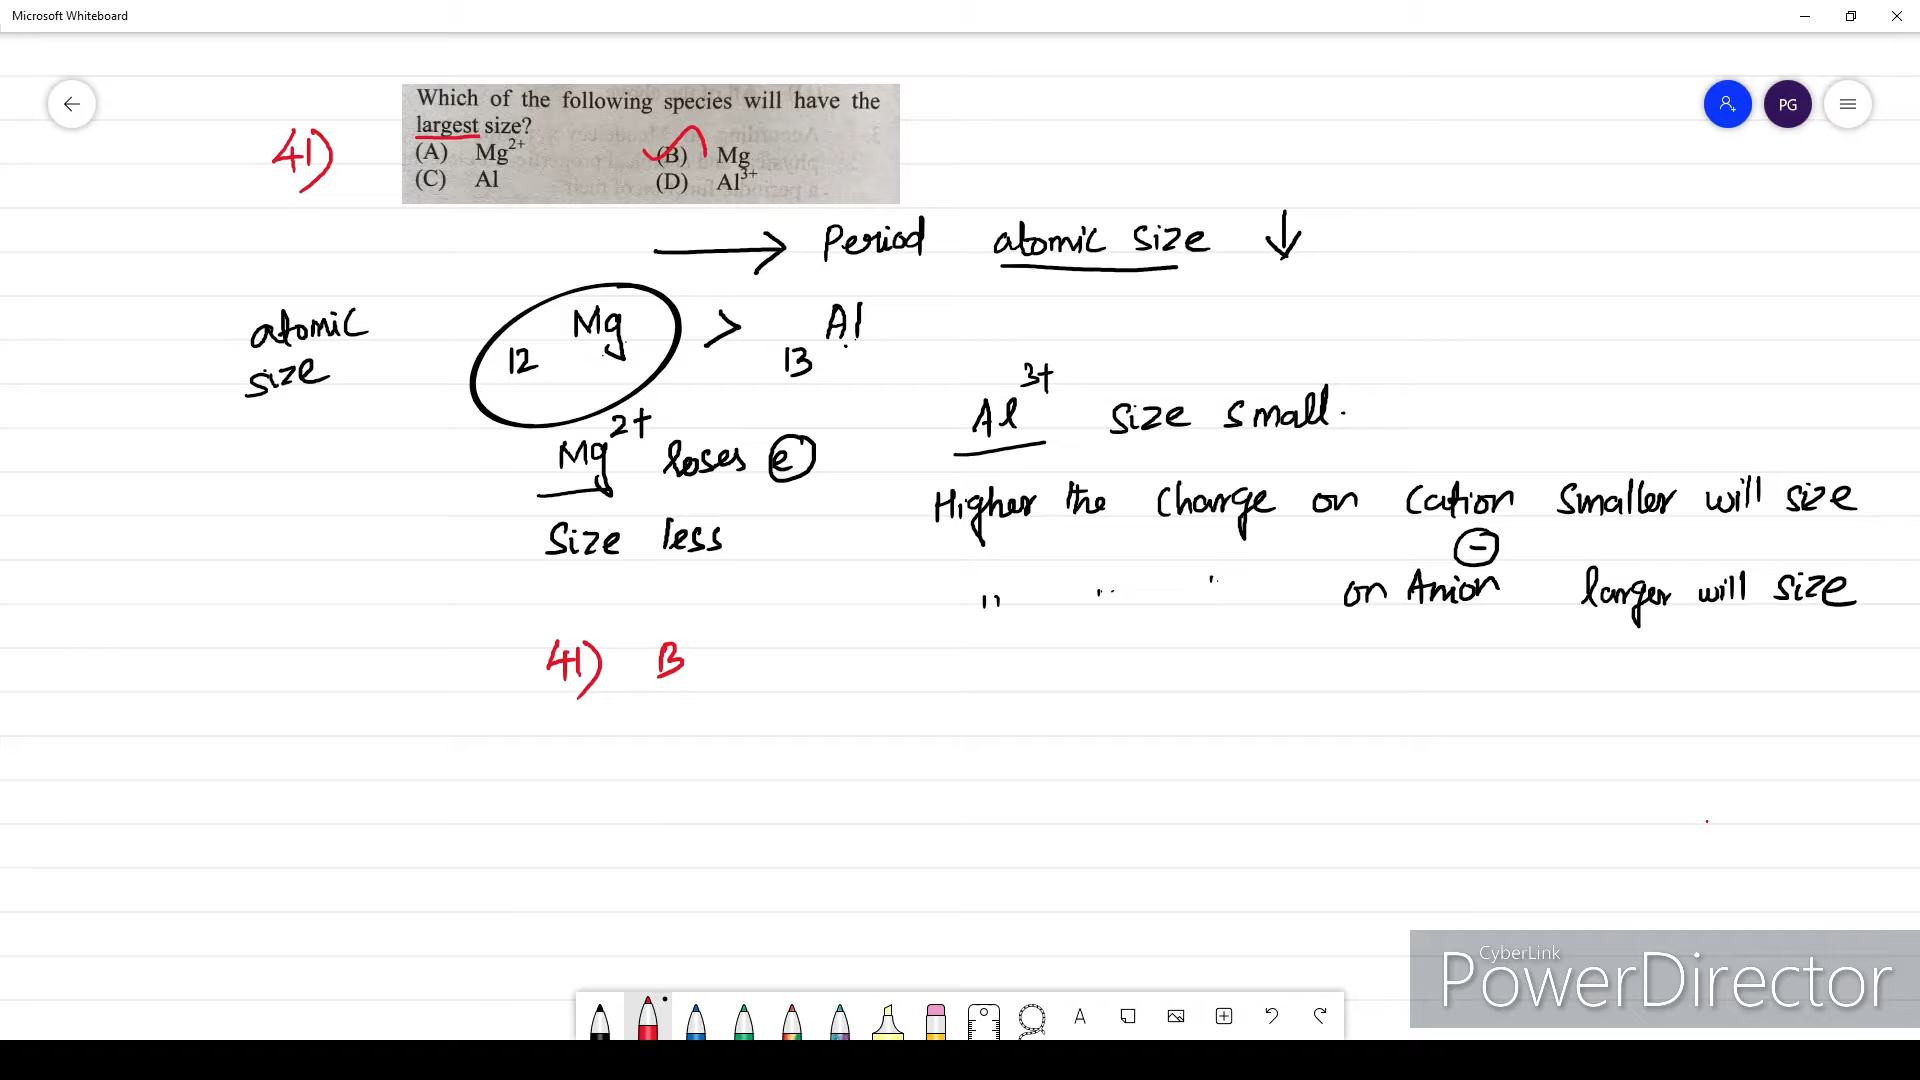 Microsoft Whiteboard
PG
41)
Which of the following species will have the
largest size?
(A) Mg2+ (B) Mg
(C) Al (D) Al3+
→ Period atomic size ↓
atomic size
12 Mg > 13 Al
Mg2+ loses e-
Size less
Al3+ size small.
Higher the charge on cation smaller will size
" " " on Anion larger will size
-
41) B
A
CyberLink
PowerDirector